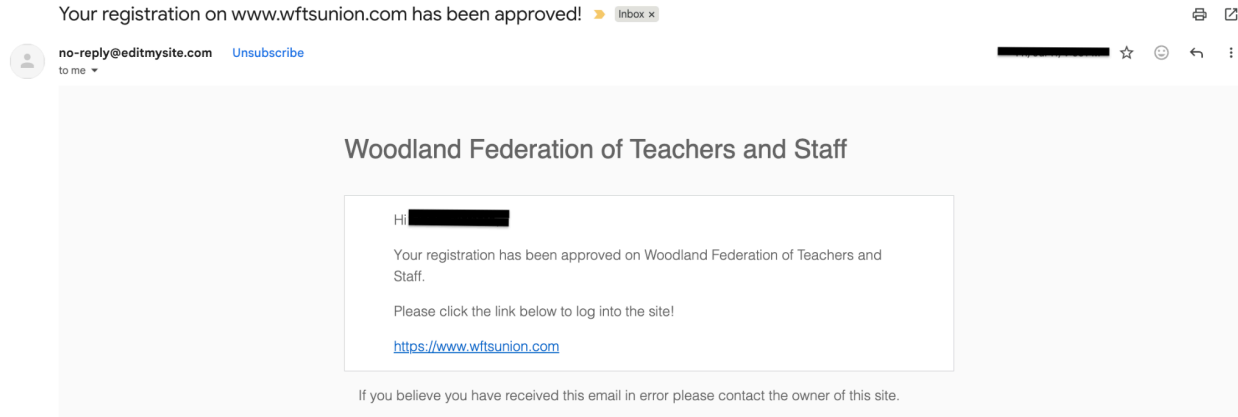 Your registration on www.wftsunion.com has been approved! Inbox x
no-reply@editmysite.com Unsubscribe
to me
Woodland Federation of Teachers and Staff
Hi
Your registration has been approved on Woodland Federation of Teachers and
Staff.
Please click the link below to log into the site!
https://www.wftsunion.com
If you believe you have received this email in error please contact the owner of this site.